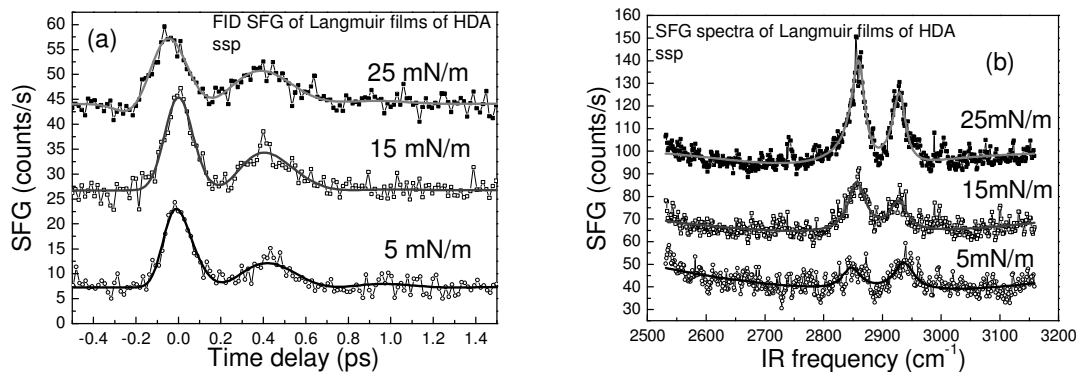 FID SFG of Langmuir films of HDA
ssp
(a)
25 mN/m
15 mN/m
5 mN/m
SFG (counts/s)
60
55
50
45
40
35
30
25
20
15
10
5
0
-0.4 -0.2 0.0 0.2 0.4 0.6 0.8 1.0 1.2 1.4
Time delay (ps)
SFG spectra of Langmuir films of HDA
ssp
(b)
25mN/m
15mN/m
5mN/m
SFG (counts/s)
160
150
140
130
120
110
100
90
80
70
60
50
40
30
2500 2600 2700 2800 2900 3000 3100 3200
IR frequency (cm⁻¹)